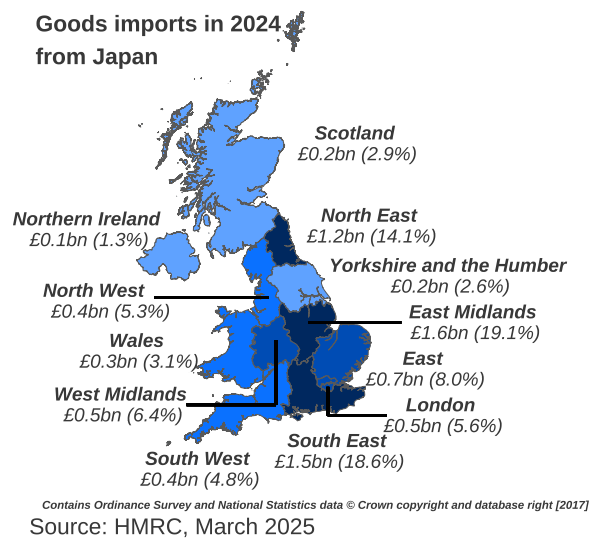 Goods imports in 2024
from Japan
Scotland
£0.2bn (2.9%)
Northern Ireland
£0.1bn (1.3%)
North East
£1.2bn (14.1%)
Yorkshire and the Humber
£0.2bn (2.6%)
North West
£0.4bn (5.3%)
East Midlands
£1.6bn (19.1%)
Wales
£0.3bn (3.1%)
East
£0.7bn (8.0%)
West Midlands
£0.5bn (6.4%)
London
£0.5bn (5.6%)
South East
£1.5bn (18.6%)
South West
£0.4bn (4.8%)
Contains Ordinance Survey and National Statistics data © Crown copyright and database right [2017]
Source: HMRC, March 2025